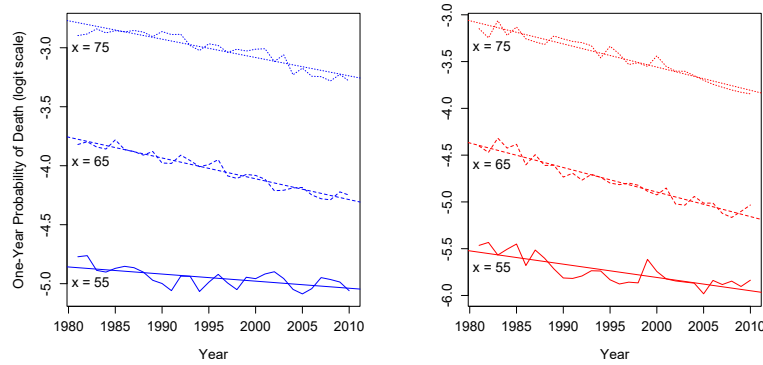 One-Year Probability of Death (logit scale)
-3.0
-3.5
-4.0
-4.5
-5.0
x = 75
x = 65
x = 55
1980 1985 1990 1995 2000 2005 2010
Year
-3.0
-3.5
-4.0
-4.5
-5.0
-5.5
-6.0
x = 75
x = 65
x = 55
1980 1985 1990 1995 2000 2005 2010
Year